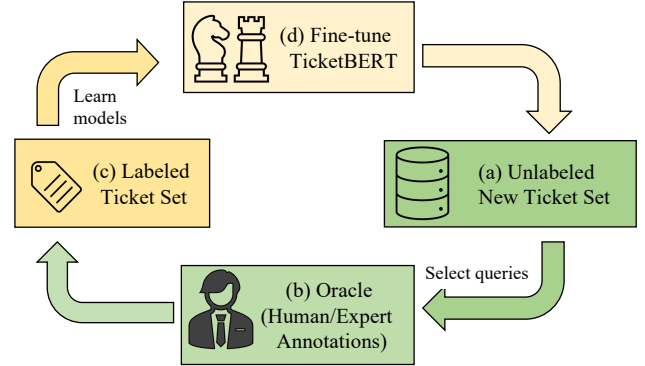 (d) Fine-tune
TicketBERT
Learn
models
(c) Labeled
Ticket Set
(a) Unlabeled
New Ticket Set
Select queries
(b) Oracle
(Human/Expert
Annotations)